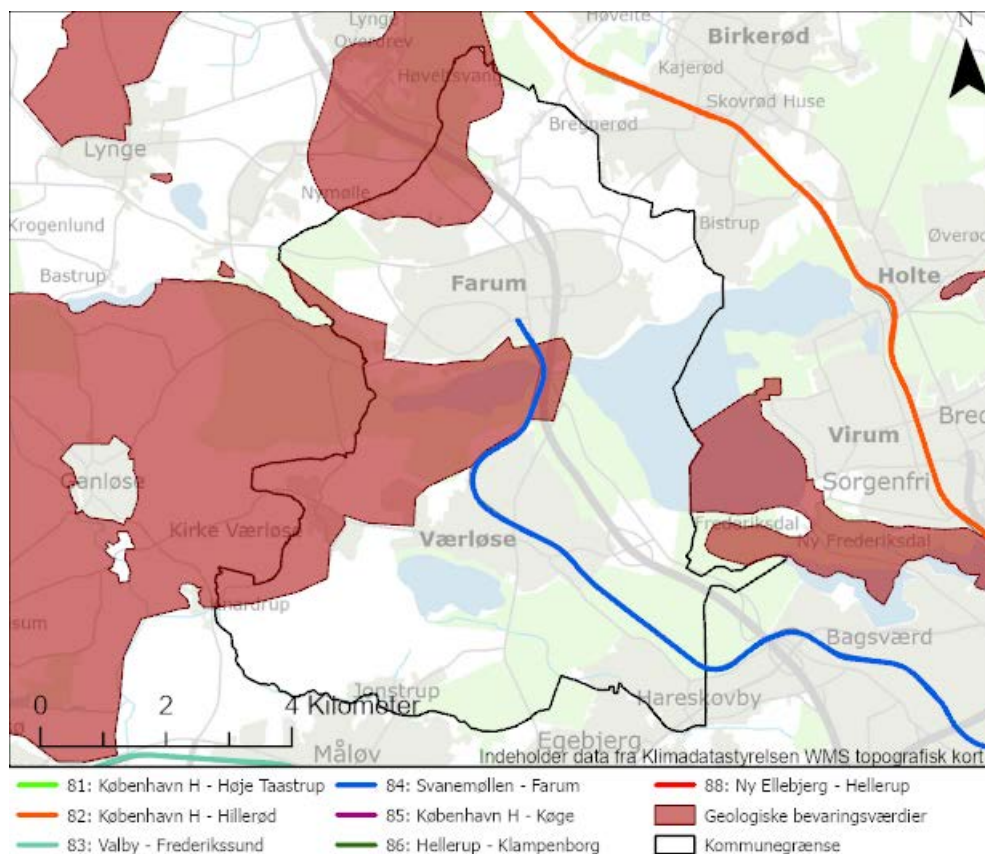 Lynge
Overdrev
Høvelte
Birkerød
N
Høveltsvang
Kajerød
Skovrød Huse
Lynge
Bregnerød
Nymølle
Krogenlund
Bistrup
Øverød
Bastrup
Farum
Holte
Virum
Sorgenfri
Ganløse
Frederiksdal
Kirke Værløse
Værløse
Ny Frederiksdal
Bagsværd
Jonstrup
Hareskovby
0 2 4 Kilometer
Måløv
Egebjerg
Indeholder data fra Klimadatastyrelsen WMS topografisk kort
81: København H - Høje Taastrup
84: Svanemøllen - Farum
88: Ny Ellebjerg - Hellerup
82: København H - Hillerød
85: København H - Køge
Geologiske bevaringsværdier
83: Valby - Frederikssund
86: Hellerup - Klampenborg
Kommunegrænse